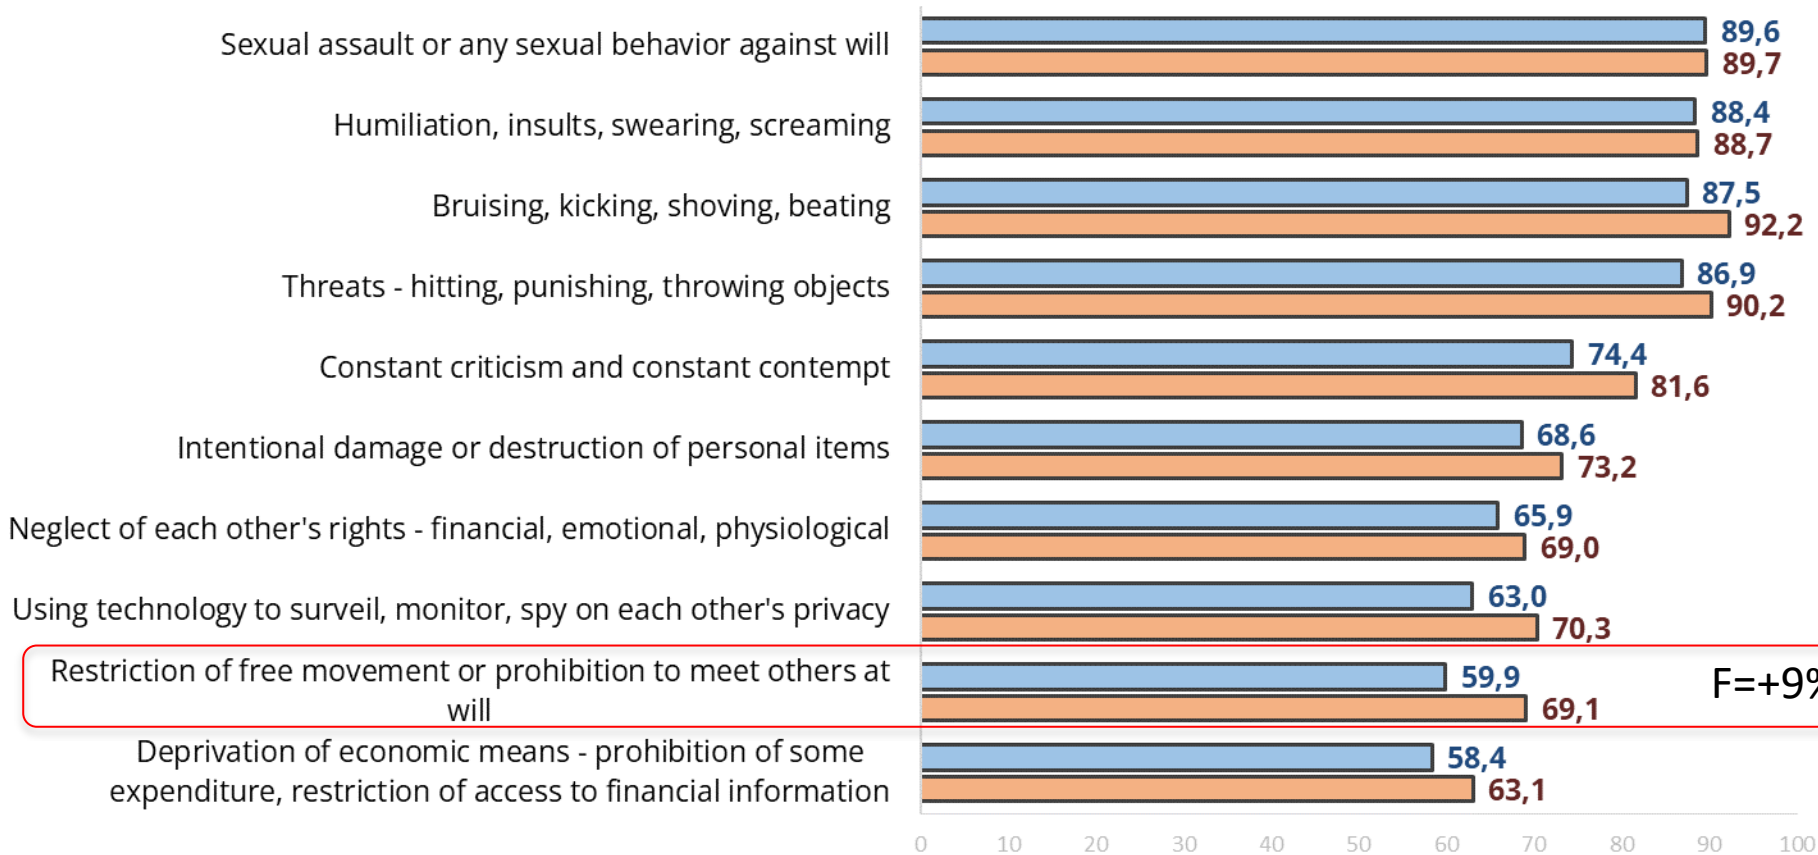 Sexual assault or any sexual behavior against will
89,6
89,7
Humiliation, insults, swearing, screaming
88,4
88,7
Bruising, kicking, shoving, beating
87,5
92,2
Threats - hitting, punishing, throwing objects
86,9
90,2
Constant criticism and constant contempt
74,4
81,6
Intentional damage or destruction of personal items
68,6
73,2
Neglect of each other's rights - financial, emotional, physiological
65,9
69,0
Using technology to surveil, monitor, spy on each other's privacy
63,0
70,3
Restriction of free movement or prohibition to meet others at
will
59,9
69,1
F=+9%
Deprivation of economic means - prohibition of some
expenditure, restriction of access to financial information
58,4
63,1
0 10 20 30 40 50 60 70 80 90 100